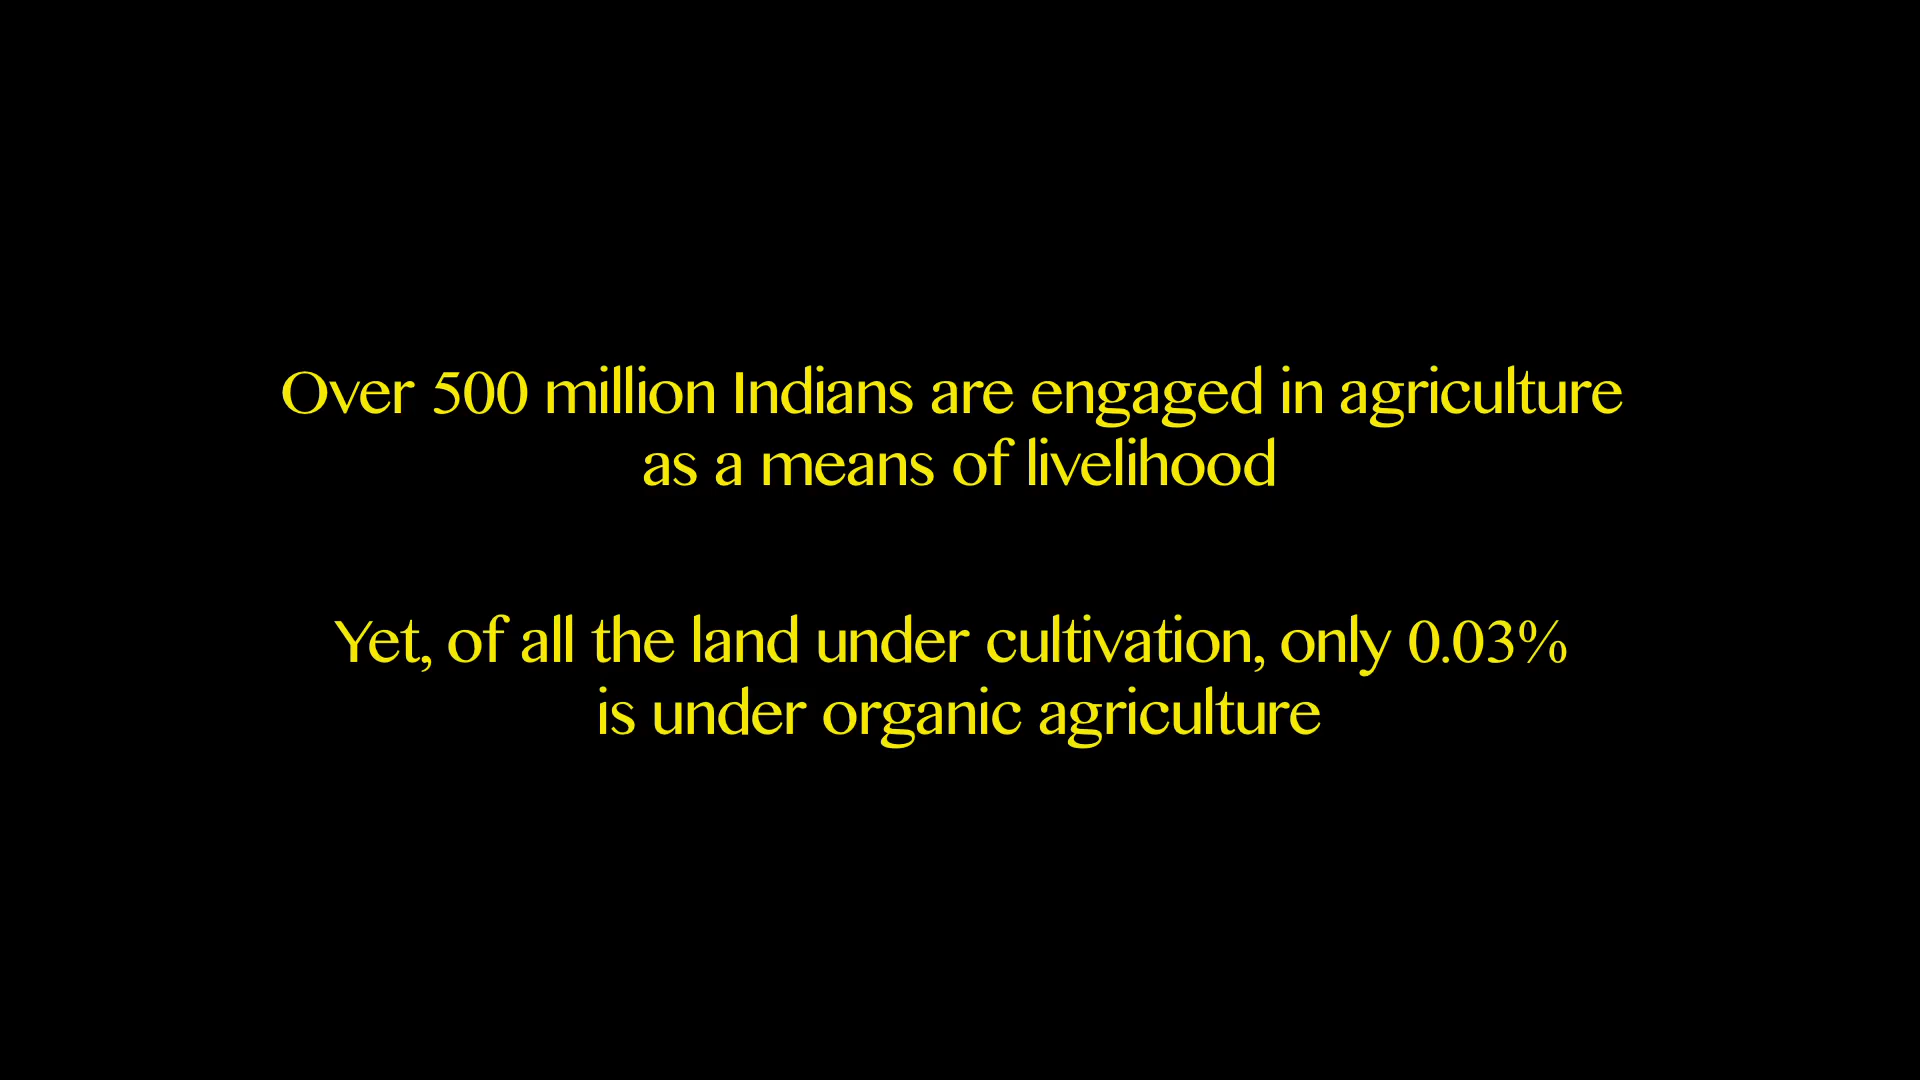 Over 500 million Indians are engaged in agriculture
as a means of livelihood
Yet, of all the land under cultivation, only 0.03%
is under organic agriculture